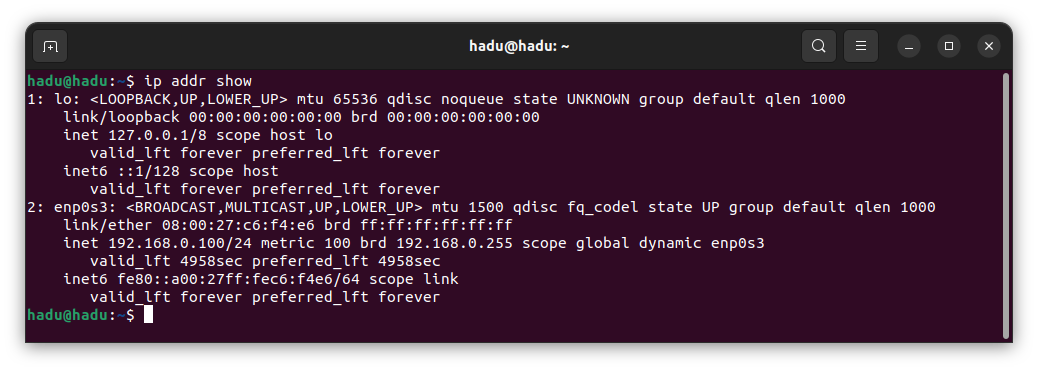 hadu@hadu: ~
hadu@hadu:~$ ip addr show
1: lo: <LOOPBACK,UP,LOWER_UP> mtu 65536 qdisc noqueue state UNKNOWN group default qlen 1000
    link/loopback 00:00:00:00:00:00 brd 00:00:00:00:00:00
    inet 127.0.0.1/8 scope host lo
       valid_lft forever preferred_lft forever
    inet6 ::1/128 scope host
       valid_lft forever preferred_lft forever
2: enp0s3: <BROADCAST,MULTICAST,UP,LOWER_UP> mtu 1500 qdisc fq_codel state UP group default qlen 1000
    link/ether 08:00:27:c6:f4:e6 brd ff:ff:ff:ff:ff:ff
    inet 192.168.0.100/24 metric 100 brd 192.168.0.255 scope global dynamic enp0s3
       valid_lft 4958sec preferred_lft 4958sec
    inet6 fe80::a00:27ff:fec6:f4e6/64 scope link
       valid_lft forever preferred_lft forever
hadu@hadu:~$